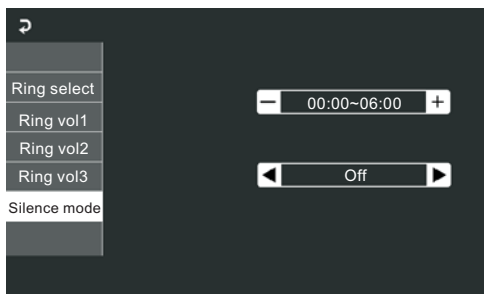 Ring select
Ring vol1
Ring vol2
Ring vol3
Silence mode
00:00~06:00
Off